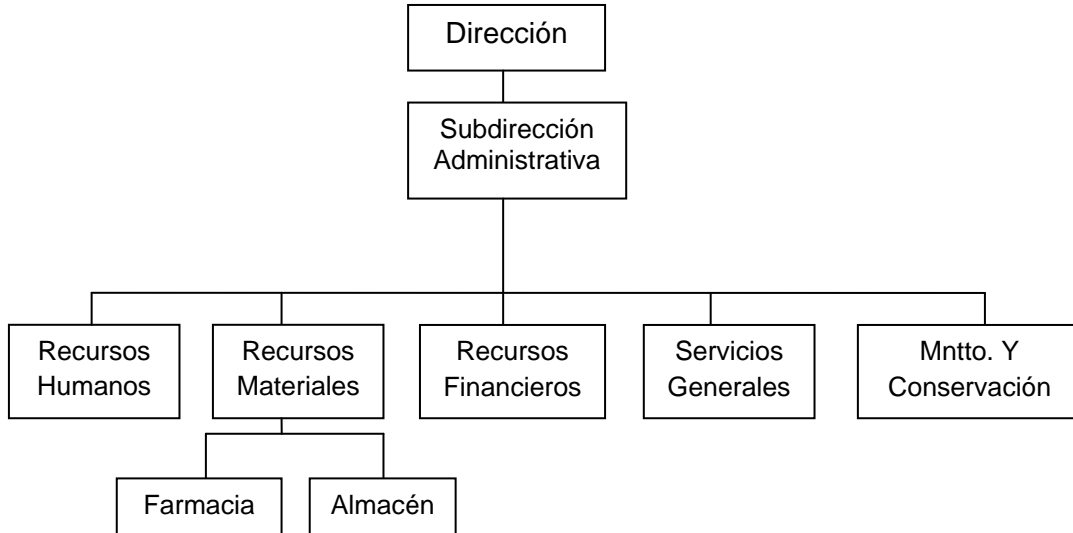 Dirección
Subdirección
Administrativa
Recursos
Humanos
Recursos
Materiales
Recursos
Financieros
Servicios
Generales
Mntto. Y
Conservación
Farmacia
Almacén